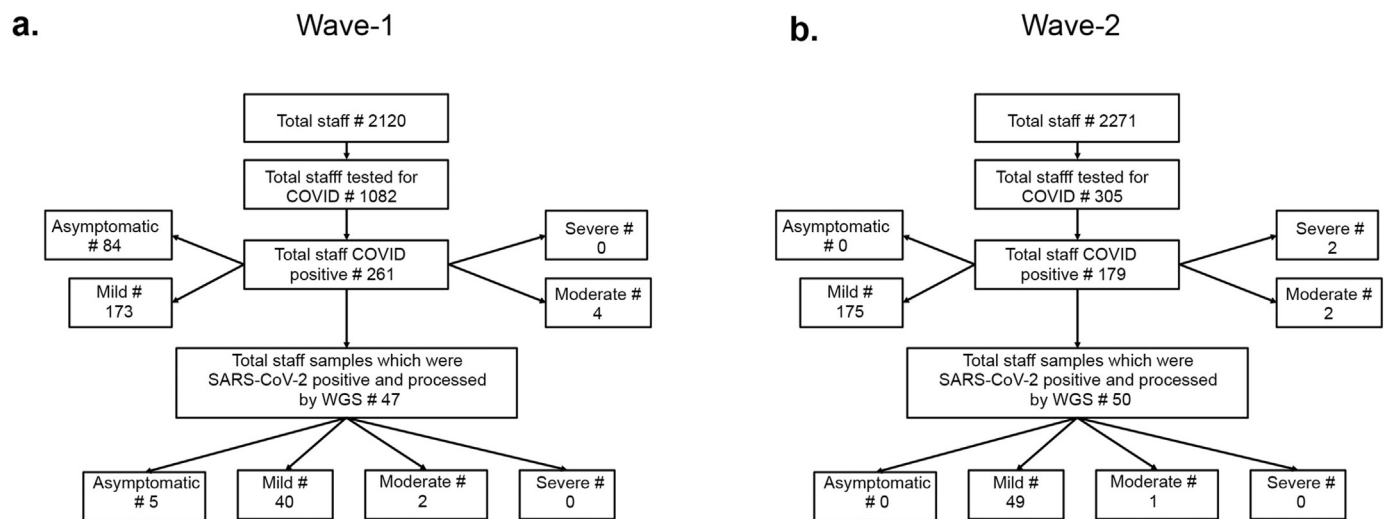 a.
Wave-1
Total staff # 2120
Total stafff tested for
COVID # 1082
Asymptomatic
# 84
Total staff COVID
positive # 261
Severe #
0
Mild #
173
Moderate #
4
Total staff samples which were
SARS-CoV-2 positive and processed
by WGS # 47
Asymptomatic
# 5
Mild #
40
Moderate #
2
Severe #
0
b.
Wave-2
Total staff # 2271
Total stafff tested for
COVID # 305
Asymptomatic
# 0
Total staff COVID
positive # 179
Severe #
2
Mild #
175
Moderate #
2
Total staff samples which were
SARS-CoV-2 positive and processed
by WGS # 50
Asymptomatic
# 0
Mild #
49
Moderate #
1
Severe #
0